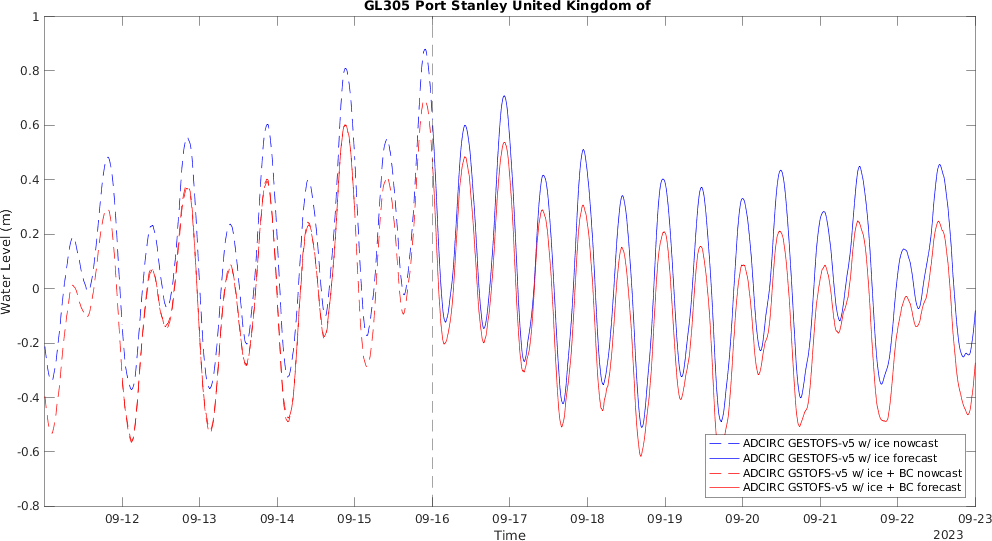 GL305 Port Stanley United Kingdom of
1
0.8
0.6
0.4
0.2
0
-0.2
-0.4
-0.6
-0.8
Water Level (m)
ADCIRC GESTOFS-v5 w/ ice nowcast
ADCIRC GESTOFS-v5 w/ ice forecast
ADCIRC GSTOFS-v5 w/ ice + BC nowcast
ADCIRC GSTOFS-v5 w/ ice + BC forecast
09-12 09-13 09-14 09-15 09-16 09-17 09-18 09-19 09-20 09-21 09-22 09-23
Time
2023